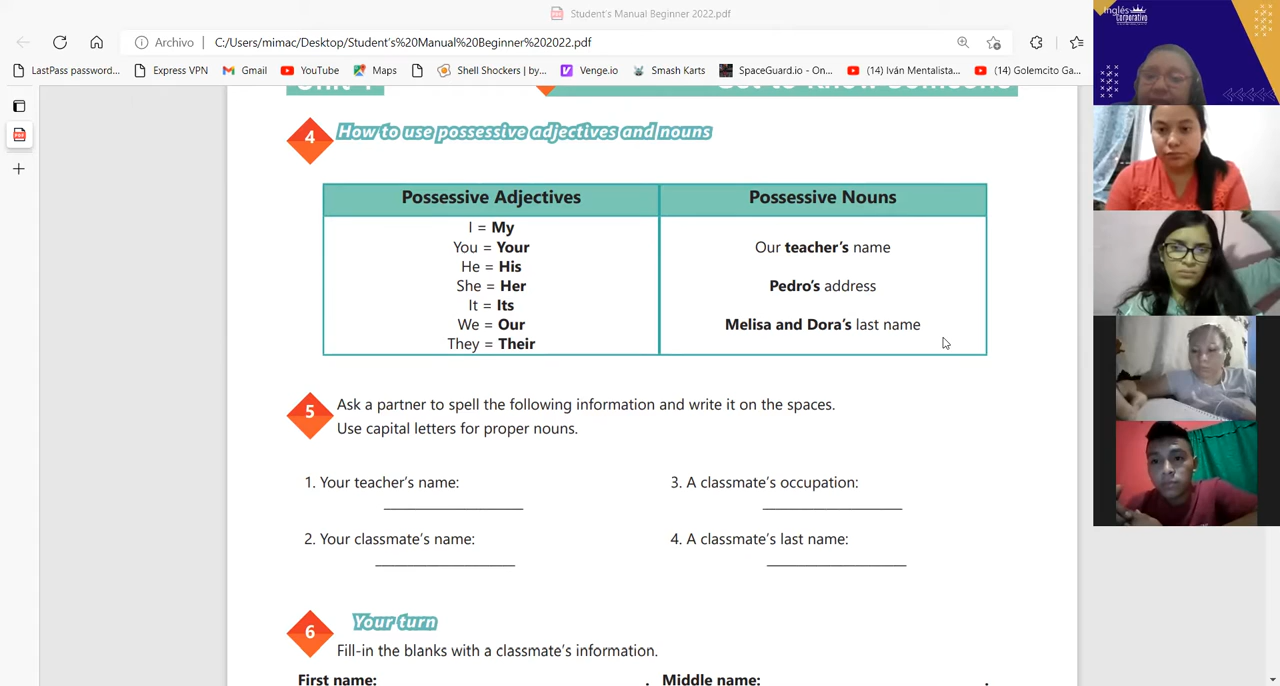 Student's Manual Beginner 2022.pdf
Archivo
C:/Users/mimac/Desktop/Student's%20Manual%20Beginner%202022.pdf
LastPass password...
Express VPN
Gmail
YouTube
Maps
Shell Shockers | by...
Venge.io
Smash Karts
SpaceGuard.io - On...
(14) Iván Mentalista...
(14) Golemcito Ga...
Inglés
Corporativo
Get to Know Someone
4
How to use possessive adjectives and nouns
Possessive Adjectives
I = My
You = Your
He = His
She = Her
It = Its
We = Our
They = Their
Possessive Nouns
Our teacher's name
Pedro's address
Melisa and Dora's last name
5
Ask a partner to spell the following information and write it on the spaces.
Use capital letters for proper nouns.
1. Your teacher's name:
2. Your classmate's name:
3. A classmate's occupation:
4. A classmate's last name:
6
Your turn
Fill-in the blanks with a classmate's information.
First name:
Middle name: